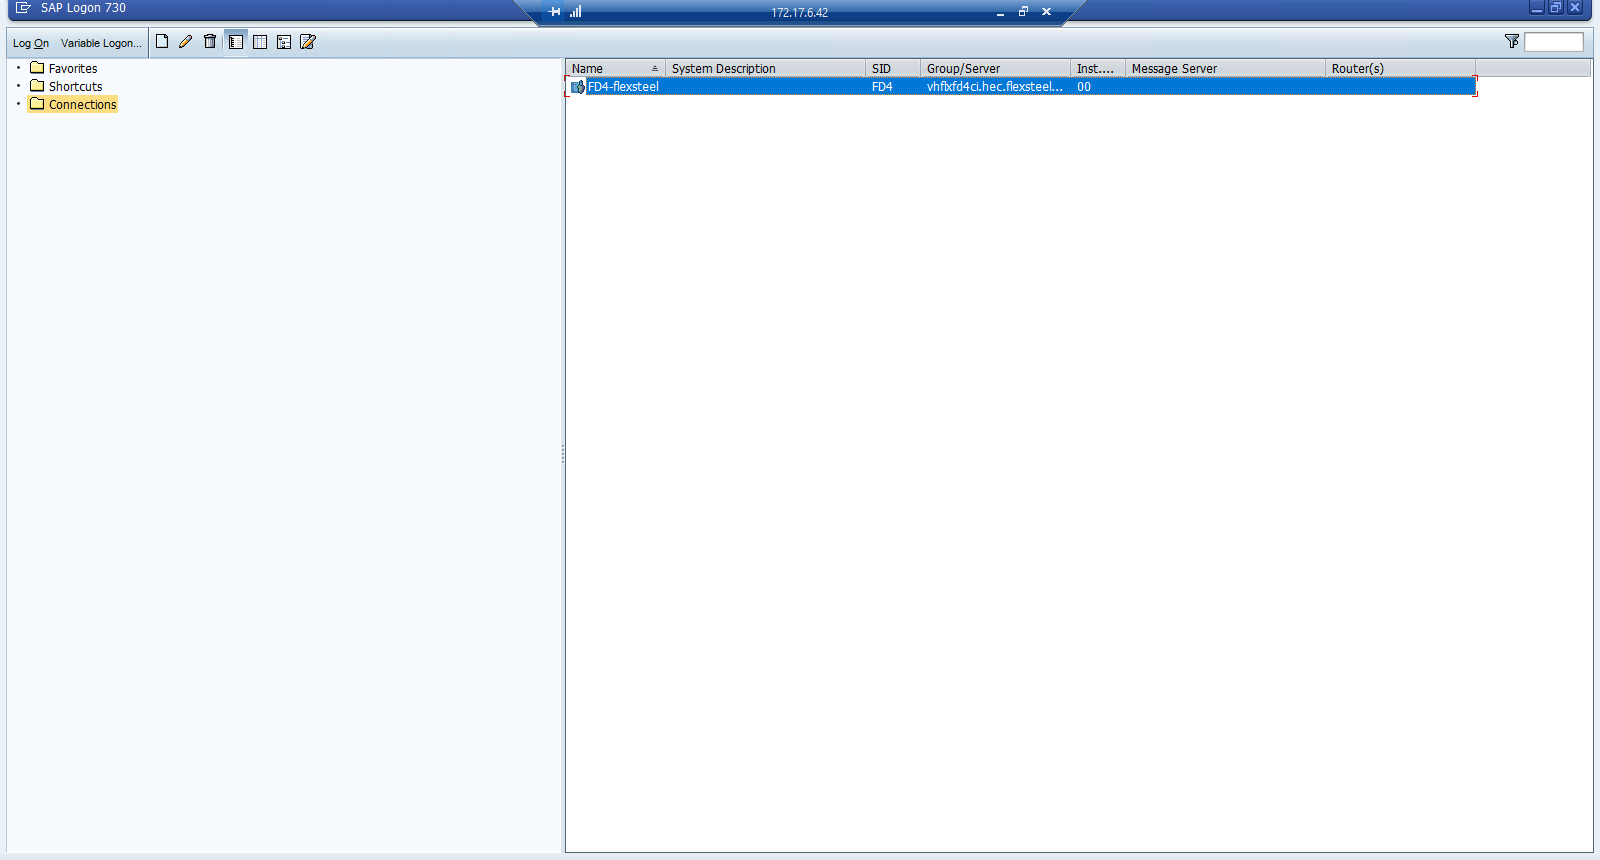 SAP Logon 730
172.17.6.42
Log On Variable Logon...
Favorites
Shortcuts
Connections
Name System Description SID Group/Server Inst.... Message Server Router(s)
FD4-flexsteel FD4 vhflxfd4ci.hec.flexsteel... 00